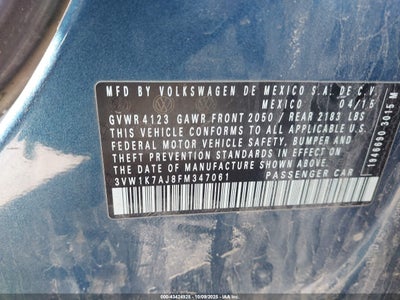 MFD BY VOLKSWAGEN DE MEXICO S.A. DE C.V.
MEXICO 04/15
GVWR 4123 GAWR FRONT 2050 / REAR 2183 LBS
THIS VEHICLE CONFORMS TO ALL APPLICABLE U.S.
FEDERAL MOTOR VEHICLE SAFETY, BUMPER AND
THEFT PREVENTION STANDARDS IN EFFECT ON THE
DATE OF MANUFACTURE SHOWN ABOVE.
3VW1K7AJ8FM347061 PASSENGER CAR